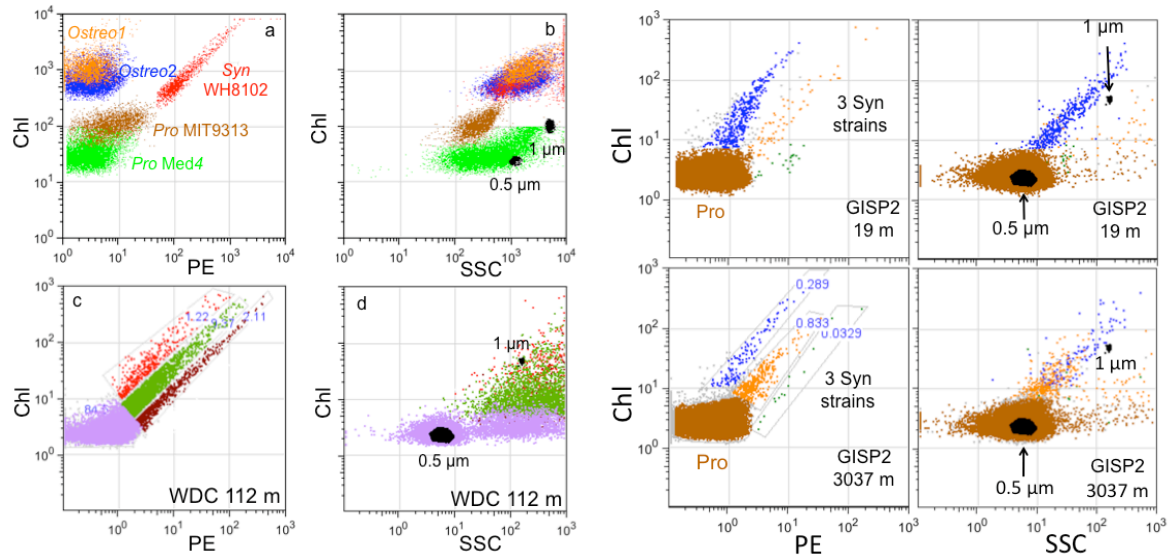 10⁴
10³
10²
10¹
10⁰
Chl
a
Ostreo1
Ostreo2
Syn
WH8102
Pro MIT9313
Pro Med4
10⁰ 10¹ 10² 10³ 10⁴
PE
Chl
b
1 µm
0.5 µm
10⁰ 10¹ 10² 10³ 10⁴
SSC
10³
10²
10¹
10⁰
Chl
c
1.22
WDC 112 m
10⁰ 10¹ 10² 10³
PE
Chl
d
1 µm
0.5 µm
WDC 112 m
10⁰ 10¹ 10² 10³
SSC
10³
10²
10¹
10⁰
Chl
3 Syn
strains
Pro
GISP2
19 m
1 µm
0.5 µm
GISP2
19 m
10³
10²
10¹
10⁰
Chl
0.289
0.833
0.0329
3 Syn
strains
Pro
GISP2
3037 m
10⁰ 10¹ 10² 10³
PE
1 µm
0.5 µm
GISP2
3037 m
10⁰ 10¹ 10² 10³
SSC